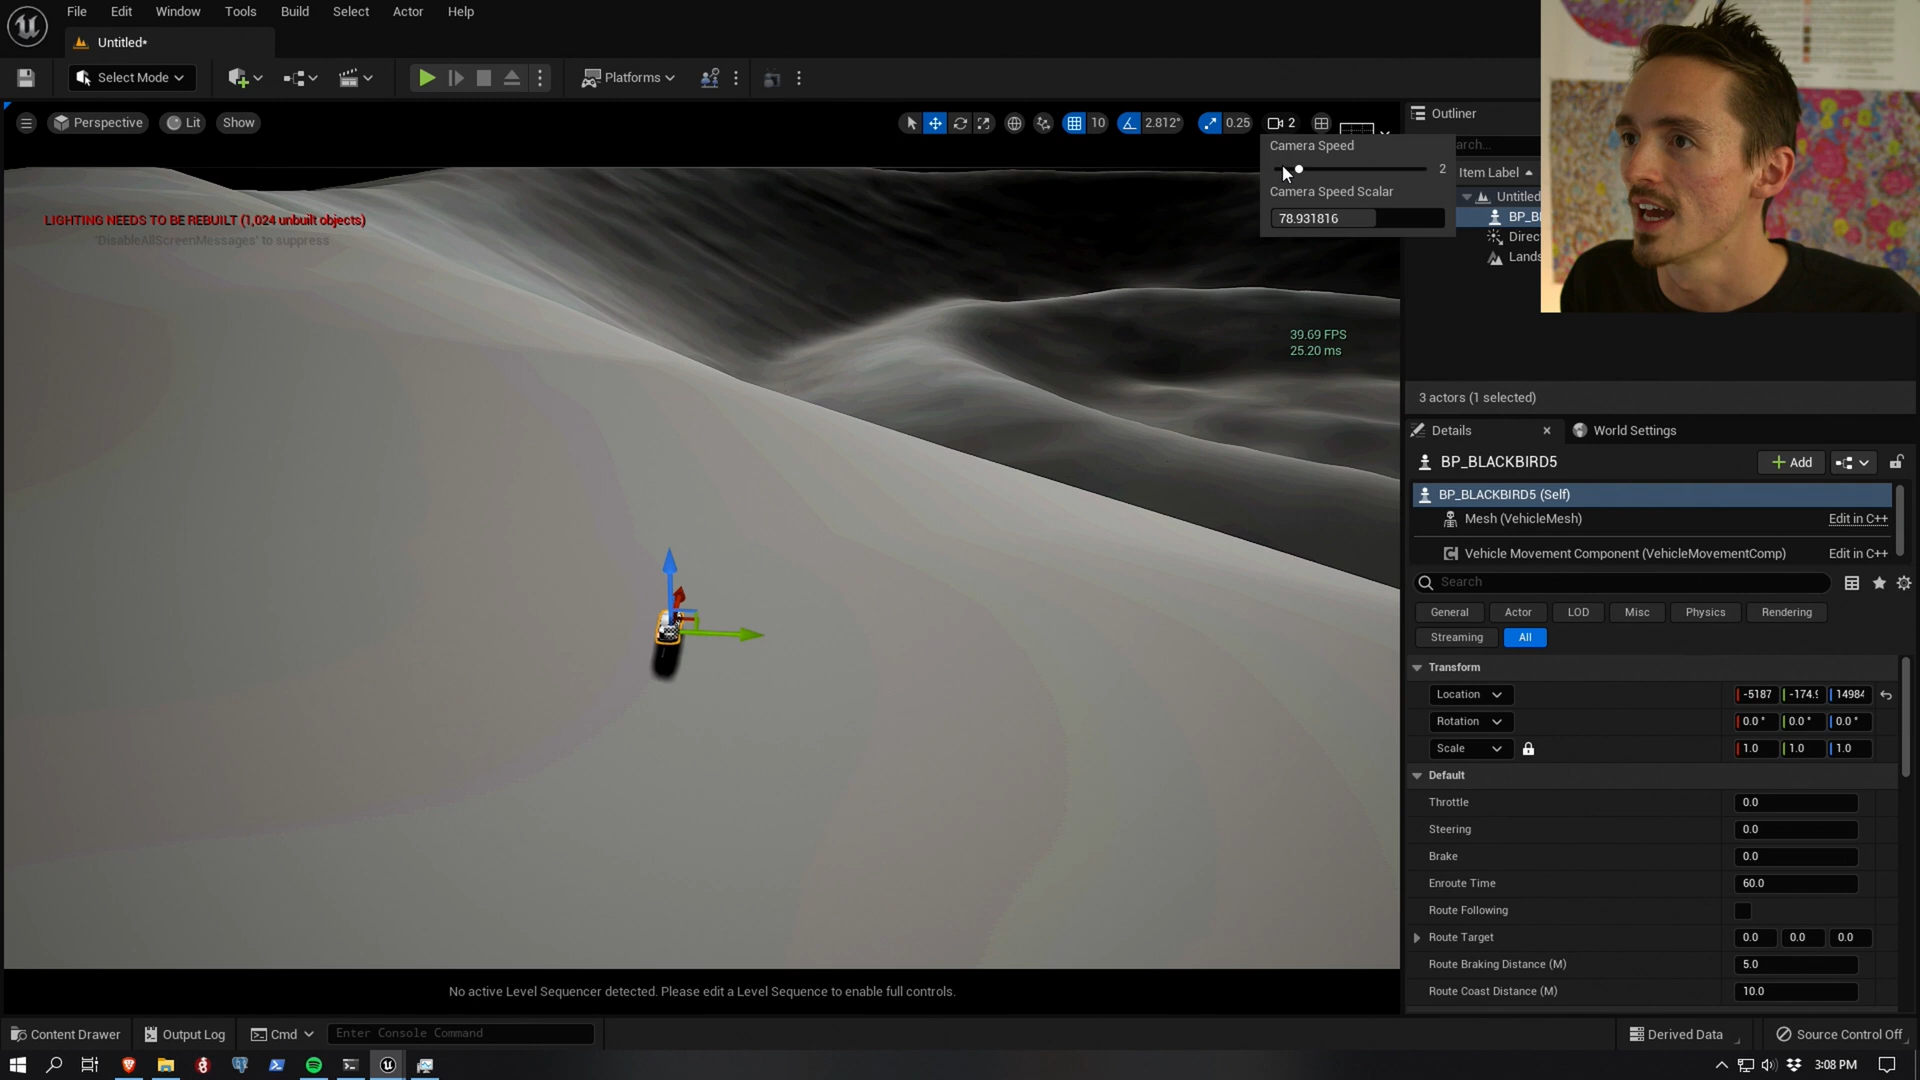 File Edit Window Tools Build Select Actor Help
Untitled*
Select Mode
Platforms
Perspective Lit Show 10 2.812° 0.25 2
Camera Speed
2
Camera Speed Scalar
78.931816
LIGHTING NEEDS TO BE REBUILT (1,024 unbuilt objects)
'DisableAllScreenMessages' to suppress
39.69 FPS
25.20 ms
No active Level Sequencer detected. Please edit a Level Sequence to enable full controls.
Outliner
Item Label
Untitled
3 actors (1 selected)
Details World Settings
BP_BLACKBIRD5 Add
BP_BLACKBIRD5 (Self)
Mesh (VehicleMesh) Edit in C++
Vehicle Movement Component (VehicleMovementComp) Edit in C++
Search
General Actor LOD Misc Physics Rendering
Streaming All
Transform
Location -5187 -174.9 14984
Rotation 0.0° 0.0° 0.0°
Scale 1.0 1.0 1.0
Default
Throttle 0.0
Steering 0.0
Brake 0.0
Enroute Time 60.0
Route Following
Route Target 0.0 0.0 0.0
Route Braking Distance (M) 5.0
Route Coast Distance (M) 10.0
Content Drawer Output Log Cmd Enter Console Command Derived Data Source Control Off
3:08 PM